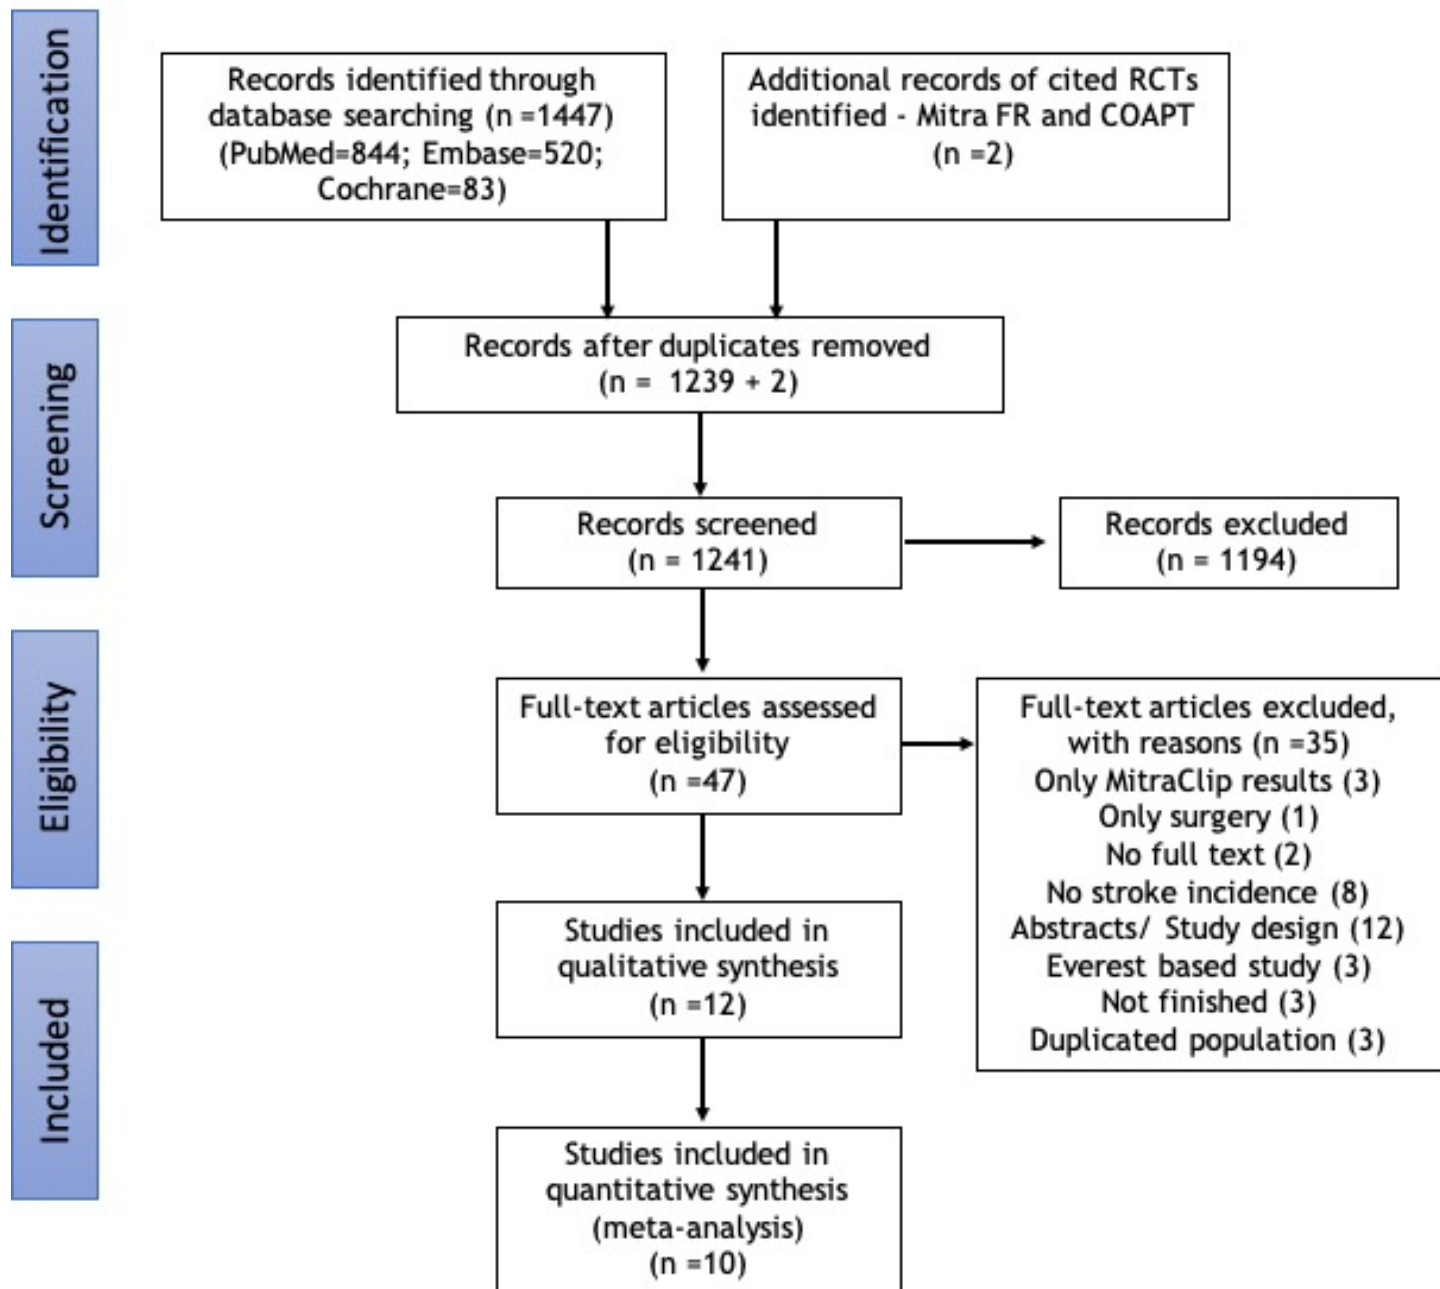 Identification
Records identified through
database searching (n =1447)
(PubMed=844; Embase=520;
Cochrane=83)
Additional records of cited RCTs
identified - Mitra FR and COAPT
(n =2)
Screening
Records after duplicates removed
(n = 1239 + 2)
Records screened
(n = 1241)
Records excluded
(n = 1194)
Eligibility
Full-text articles assessed
for eligibility
(n =47)
Full-text articles excluded,
with reasons (n =35)
Only MitraClip results (3)
Only surgery (1)
No full text (2)
No stroke incidence (8)
Abstracts/ Study design (12)
Everest based study (3)
Not finished (3)
Duplicated population (3)
Included
Studies included in
qualitative synthesis
(n =12)
Studies included in
quantitative synthesis
(meta-analysis)
(n =10)